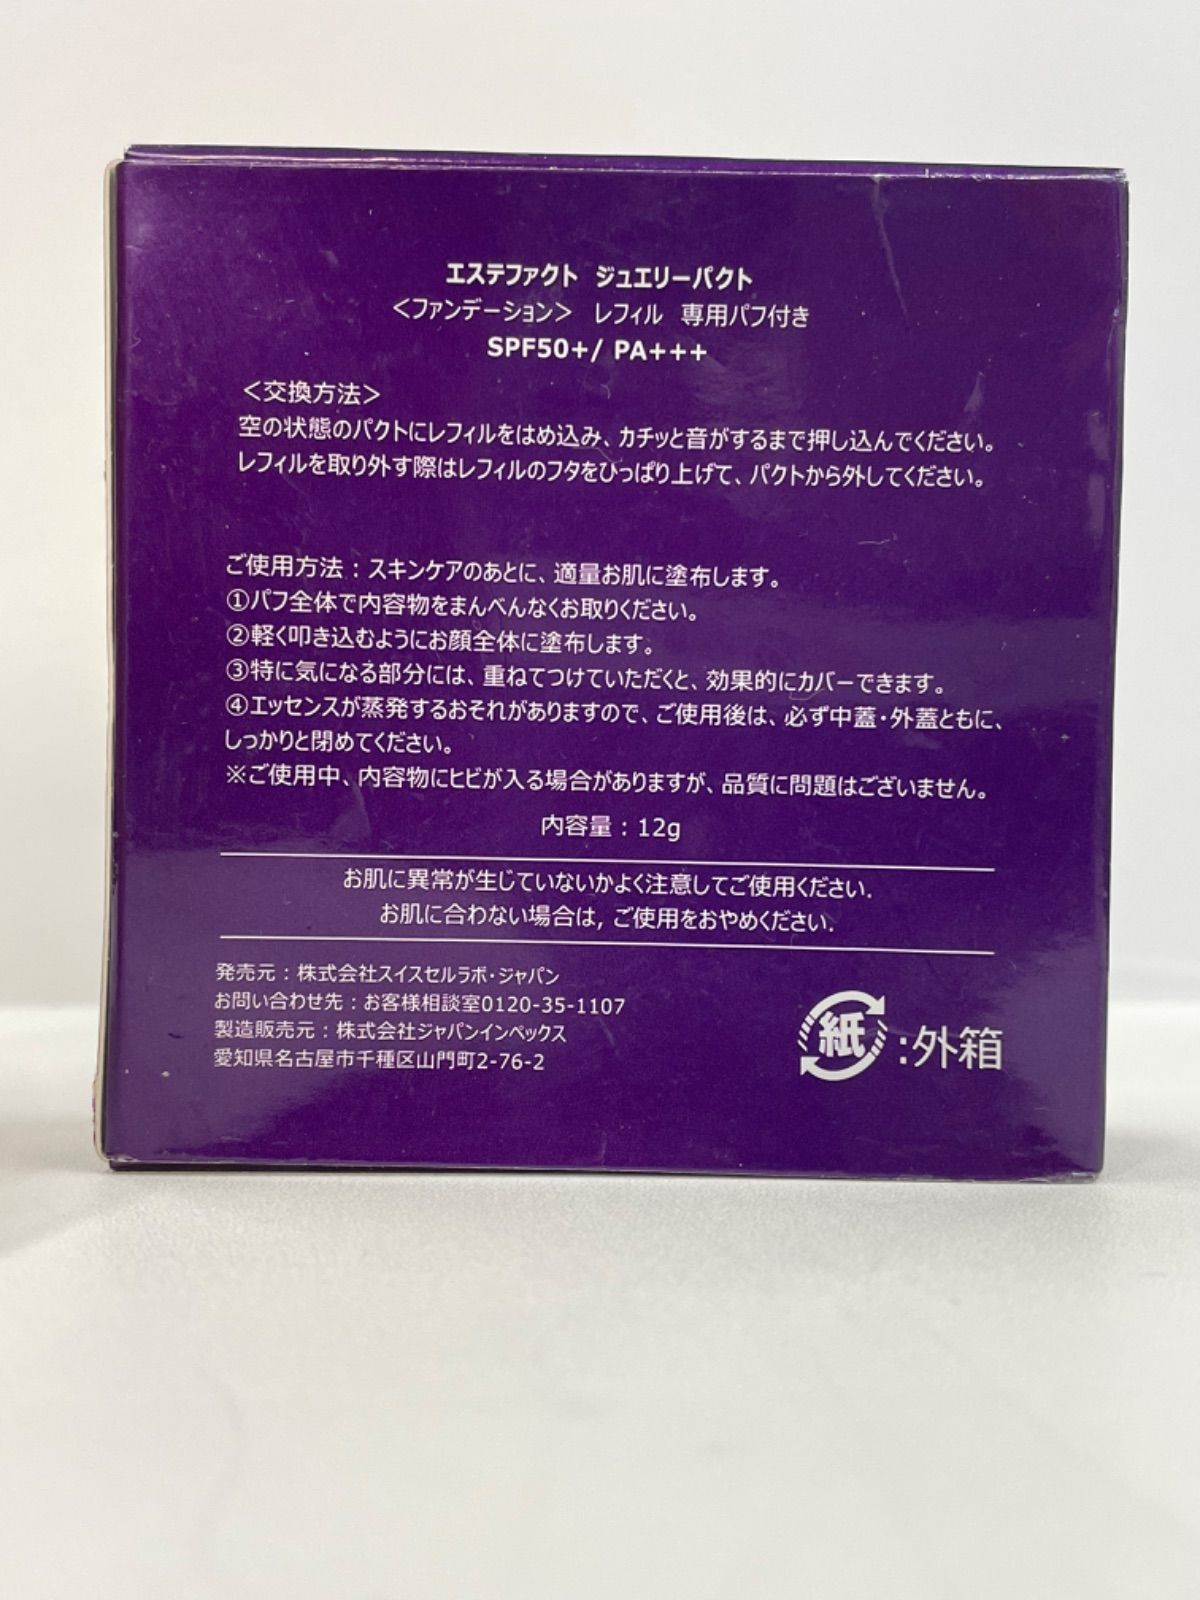 エステファクト ジュエリーパクト
＜ファンデーション＞ レフィル 専用パフ付き
SPF50+/ PA+++
＜交換方法＞
空の状態のパクトにレフィルをはめ込み、カチッと音がするまで押し込んでください。
レフィルを取り外す際はレフィルのフタをひっぱり上げて、パクトから外してください。
ご使用方法：スキンケアのあとに、適量お肌に塗布します。
①パフ全体で内容物をまんべんなくお取りください。
②軽く叩き込むようにお顔全体に塗布します。
③特に気になる部分には、重ねてつけていただくと、効果的にカバーできます。
④エッセンスが蒸発するおそれがありますので、ご使用後は、必ず中蓋・外蓋ともに、
しっかりと閉めてください。
※ご使用中、内容物にヒビが入る場合がありますが、品質に問題はございません。
内容量：12g
お肌に異常が生じていないかよく注意してご使用ください.
お肌に合わない場合は, ご使用をおやめください.
発売元：株式会社スイスセルラボ・ジャパン
お問い合わせ先：お客様相談室0120-35-1107
製造販売元：株式会社ジャパンインペックス
愛知県名古屋市千種区山門町2-76-2
紙:外箱